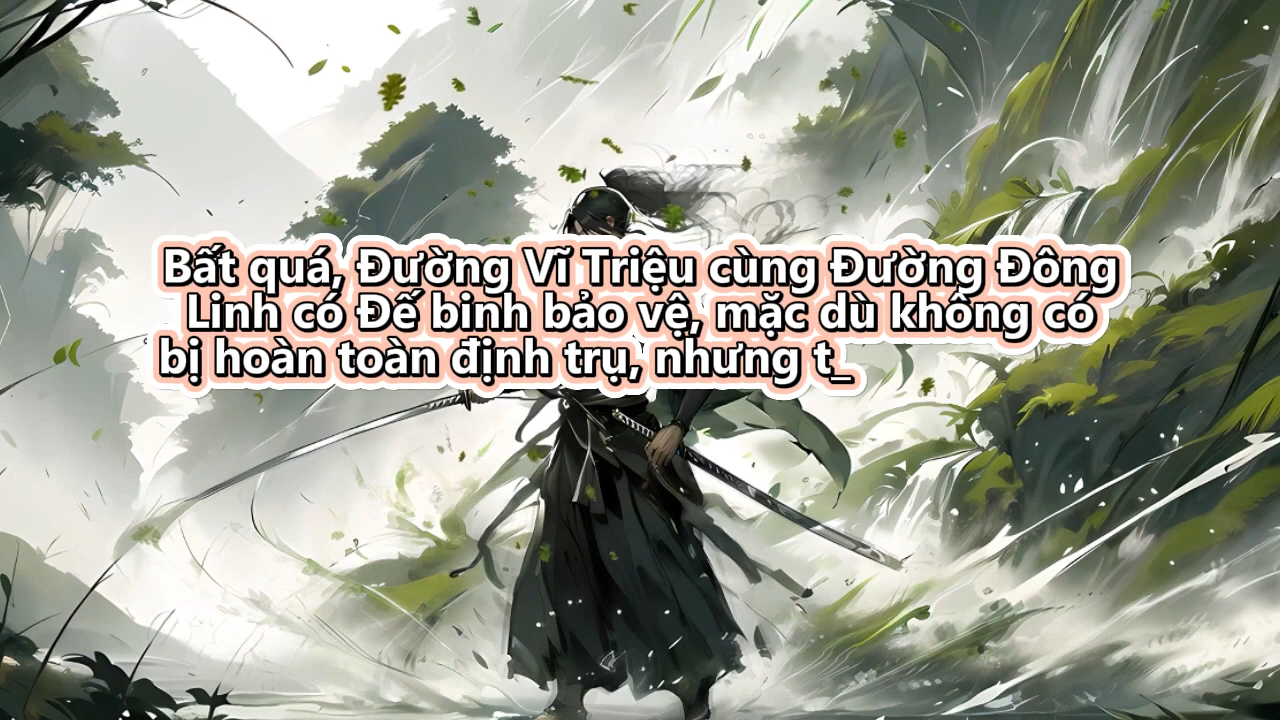 Bất quá, Đường Vĩ Triệu cùng Đường Đông
Linh có Đế binh bảo vệ, mặc dù không có
bị hoàn toàn định trụ, nhưng t_